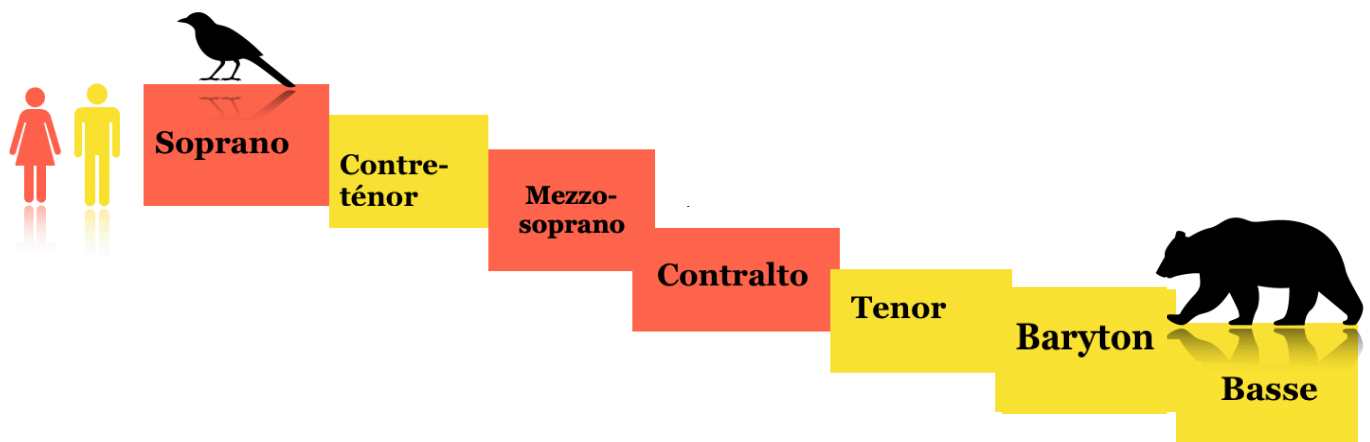 Soprano
Contre-
ténor
Mezzo-
soprano
Contralto
Tenor
Baryton
Basse